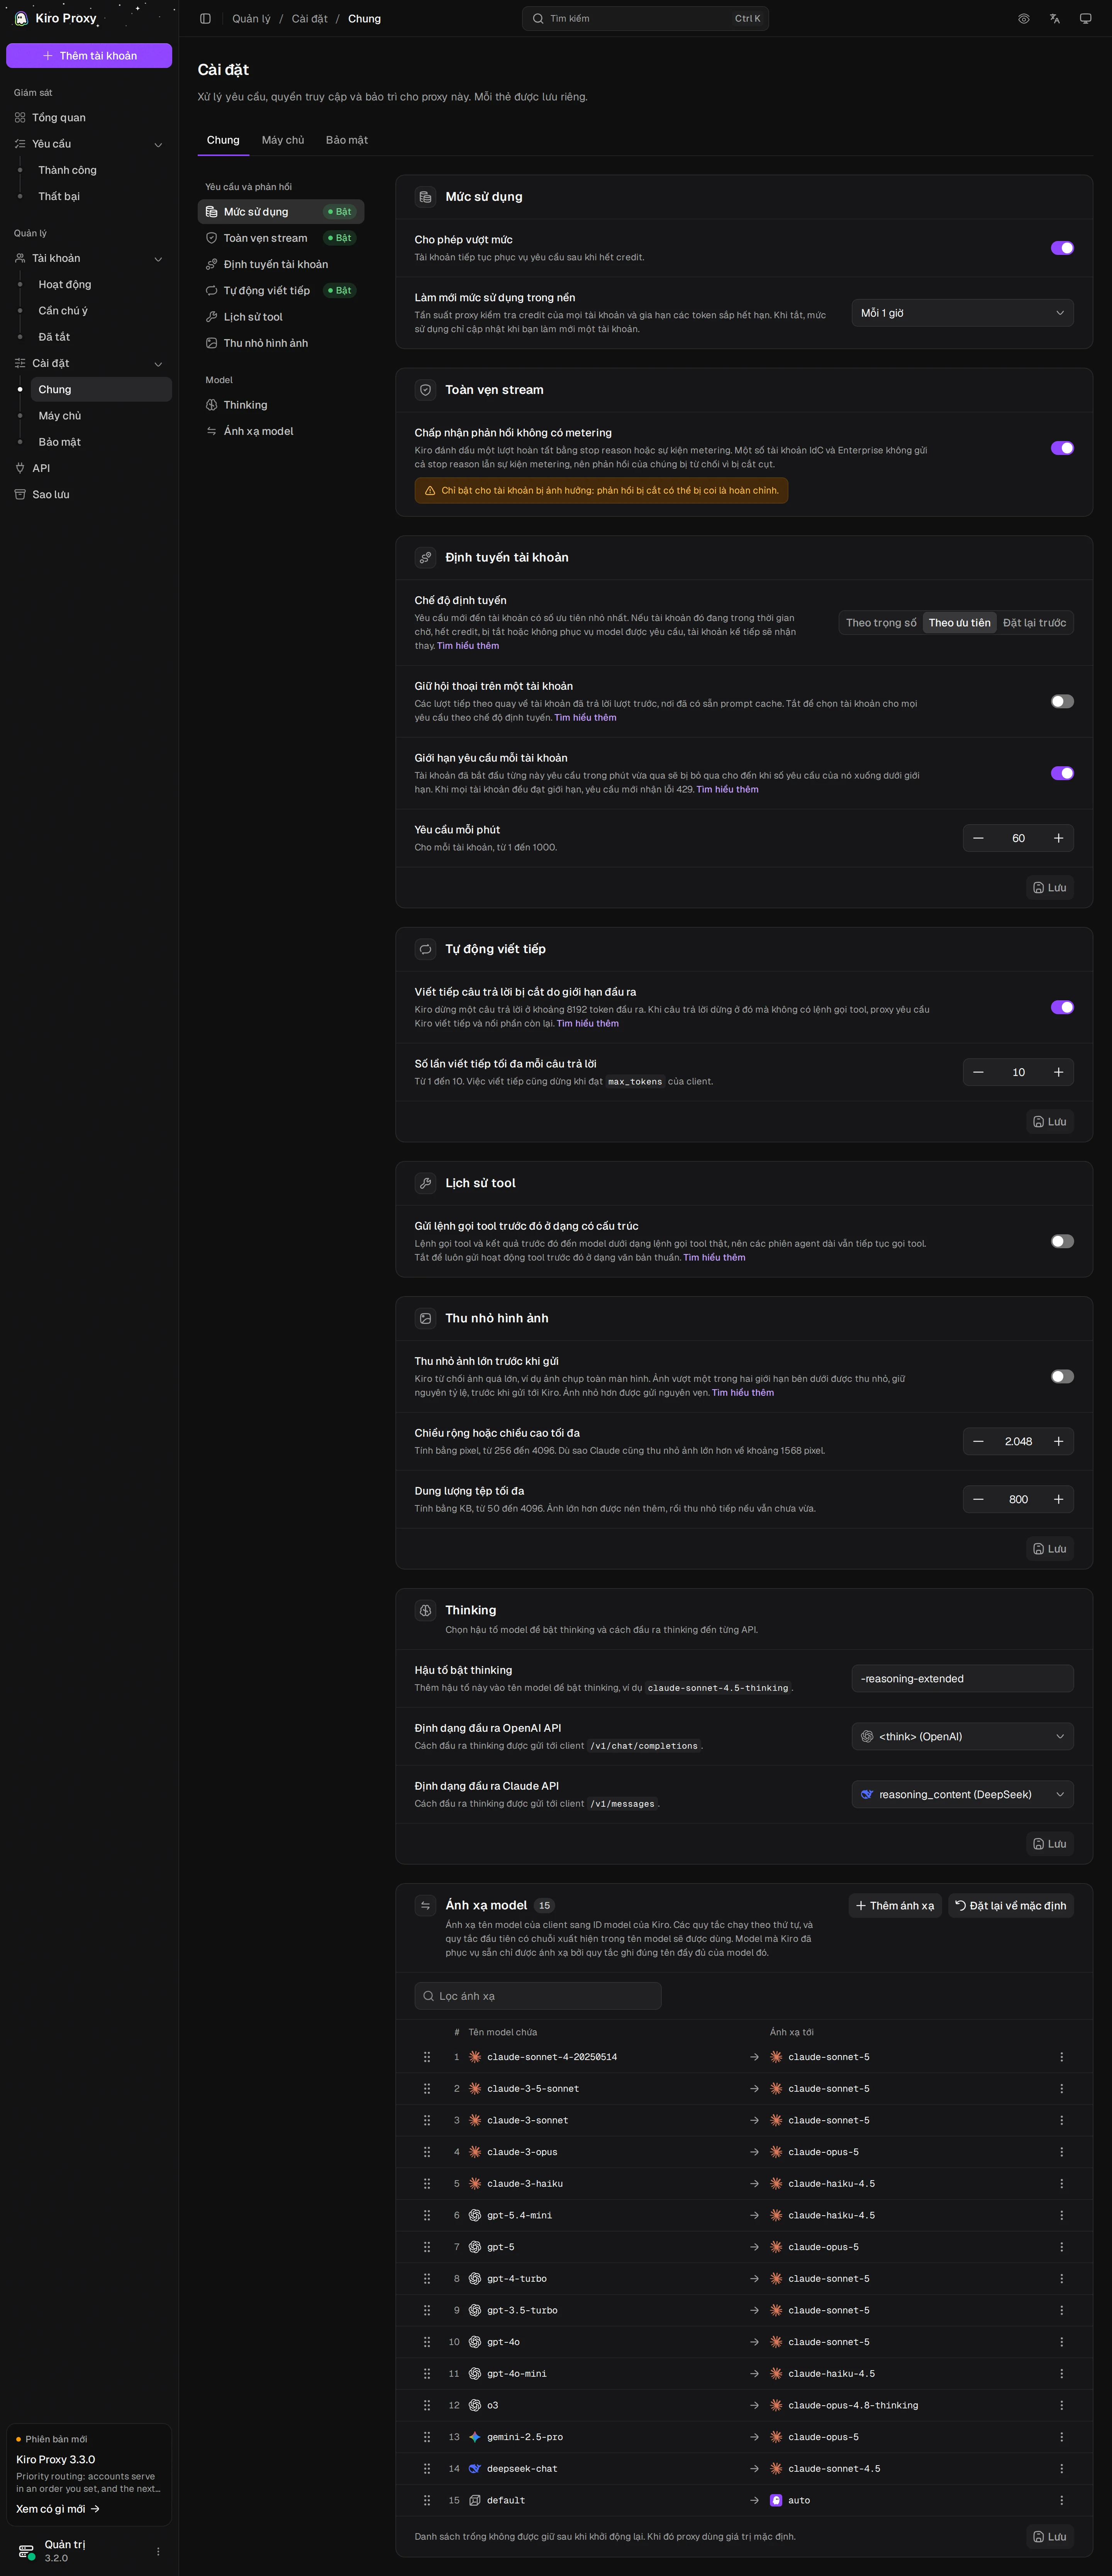 Kiro Proxy
Thêm tài khoản
Giám sát
Tổng quan
Yêu cầu
Thành công
Thất bại
Quản lý
Tài khoản
Hoạt động
Cần chú ý
Đã tắt
Cài đặt
Chung
Máy chủ
Bảo mật
API
Sao lưu
Phiên bản mới
Kiro Proxy 3.3.0
Priority routing: accounts serve
in an order you set, and the next...
Xem có gì mới
Quản trị
3.2.0
Quản lý / Cài đặt / Chung
Tìm kiếm
Ctrl K
Cài đặt
Xử lý yêu cầu, quyền truy cập và bảo trì cho proxy này. Mỗi thẻ được lưu riêng.
Chung
Máy chủ
Bảo mật
Yêu cầu và phản hồi
Mức sử dụng
Bật
Toàn vẹn stream
Bật
Định tuyến tài khoản
Tự động viết tiếp
Bật
Lịch sử tool
Thu nhỏ hình ảnh
Model
Thinking
Ánh xạ model
Mức sử dụng
Cho phép vượt mức
Tài khoản tiếp tục phục vụ yêu cầu sau khi hết credit.
Làm mới mức sử dụng trong nền
Tần suất proxy kiểm tra credit của mọi tài khoản và gia hạn các token sắp hết hạn. Khi tắt, mức
sử dụng chỉ cập nhật khi bạn làm mới một tài khoản.
Mỗi 1 giờ
Toàn vẹn stream
Chấp nhận phản hồi không có metering
Kiro đánh dấu một lượt hoàn tất bằng stop reason hoặc sự kiện metering. Một số tài khoản IdC và Enterprise không gửi
cả stop reason lẫn sự kiện metering, nên phản hồi của chúng bị từ chối vì bị cắt cụt.
Chỉ bật cho tài khoản bị ảnh hưởng: phản hồi bị cắt có thể bị coi là hoàn chỉnh.
Định tuyến tài khoản
Chế độ định tuyến
Yêu cầu mới đến tài khoản có số ưu tiên nhỏ nhất. Nếu tài khoản đó đang trong thời gian
chờ, hết credit, bị tắt hoặc không phục vụ model được yêu cầu, tài khoản kế tiếp sẽ nhận
thay. Tìm hiểu thêm
Theo trọng số
Theo ưu tiên
Đặt lại trước
Giữ hội thoại trên một tài khoản
Các lượt tiếp theo quay về tài khoản đã trả lời lượt trước, nơi đã có sẵn prompt cache. Tắt để chọn tài khoản cho mọi
yêu cầu theo chế độ định tuyến. Tìm hiểu thêm
Giới hạn yêu cầu mỗi tài khoản
Tài khoản đã bắt đầu từng này yêu cầu trong phút vừa qua sẽ bị bỏ qua cho đến khi số yêu cầu của nó xuống dưới giới
hạn. Khi mọi tài khoản đều đạt giới hạn, yêu cầu mới nhận lỗi 429. Tìm hiểu thêm
Yêu cầu mỗi phút
Cho mỗi tài khoản, từ 1 đến 1000.
60
Lưu
Tự động viết tiếp
Viết tiếp câu trả lời bị cắt do giới hạn đầu ra
Kiro dừng một câu trả lời ở khoảng 8192 token đầu ra. Khi câu trả lời dừng ở đó mà không có lệnh gọi tool, proxy yêu cầu
Kiro viết tiếp và nối phần còn lại. Tìm hiểu thêm
Số lần viết tiếp tối đa mỗi câu trả lời
Từ 1 đến 10. Việc viết tiếp cũng dừng khi đạt max_tokens của client.
10
Lưu
Lịch sử tool
Gửi lệnh gọi tool trước đó ở dạng có cấu trúc
Lệnh gọi tool và kết quả trước đó đến model dưới dạng lệnh gọi tool thật, nên các phiên agent dài vẫn tiếp tục gọi tool.
Tắt để luôn gửi hoạt động tool trước đó ở dạng văn bản thuần. Tìm hiểu thêm
Thu nhỏ hình ảnh
Thu nhỏ ảnh lớn trước khi gửi
Kiro từ chối ảnh quá lớn, ví dụ ảnh chụp toàn màn hình. Ảnh vượt một trong hai giới hạn bên dưới được thu nhỏ, giữ
nguyên tỷ lệ, trước khi gửi tới Kiro. Ảnh nhỏ hơn được gửi nguyên vẹn. Tìm hiểu thêm
Chiều rộng hoặc chiều cao tối đa
Tính bằng pixel, từ 256 đến 4096. Dù sao Claude cũng thu nhỏ ảnh lớn hơn về khoảng 1568 pixel.
2.048
Dung lượng tệp tối đa
Tính bằng KB, từ 50 đến 4096. Ảnh lớn hơn được nén thêm, rồi thu nhỏ tiếp nếu vẫn chưa vừa.
800
Lưu
Thinking
Chọn hậu tố model để bật thinking và cách đầu ra thinking đến từng API.
Hậu tố bật thinking
Thêm hậu tố này vào tên model để bật thinking, ví dụ claude-sonnet-4.5-thinking.
-reasoning-extended
Định dạng đầu ra OpenAI API
Cách đầu ra thinking được gửi tới client /v1/chat/completions.
<think> (OpenAI)
Định dạng đầu ra Claude API
Cách đầu ra thinking được gửi tới client /v1/messages.
reasoning_content (DeepSeek)
Lưu
Ánh xạ model 15
Ánh xạ tên model của client sang ID model của Kiro. Các quy tắc chạy theo thứ tự, và
quy tắc đầu tiên có chuỗi xuất hiện trong tên model sẽ được dùng. Model mà Kiro đã
phục vụ sẵn chỉ được ánh xạ bởi quy tắc ghi đúng tên đầy đủ của model đó.
Thêm ánh xạ
Đặt lại về mặc định
Lọc ánh xạ
# Tên model chứa Ánh xạ tới
1 claude-sonnet-4-20250514 → claude-sonnet-5
2 claude-3-5-sonnet → claude-sonnet-5
3 claude-3-sonnet → claude-sonnet-5
4 claude-3-opus → claude-opus-5
5 claude-3-haiku → claude-haiku-4.5
6 gpt-5.4-mini → claude-haiku-4.5
7 gpt-5 → claude-opus-5
8 gpt-4-turbo → claude-sonnet-5
9 gpt-3.5-turbo → claude-sonnet-5
10 gpt-4o → claude-sonnet-5
11 gpt-4o-mini → claude-haiku-4.5
12 o3 → claude-opus-4.8-thinking
13 gemini-2.5-pro → claude-opus-5
14 deepseek-chat → claude-sonnet-4.5
15 default → auto
Danh sách trống không được giữ sau khi khởi động lại. Khi đó proxy dùng giá trị mặc định.
Lưu